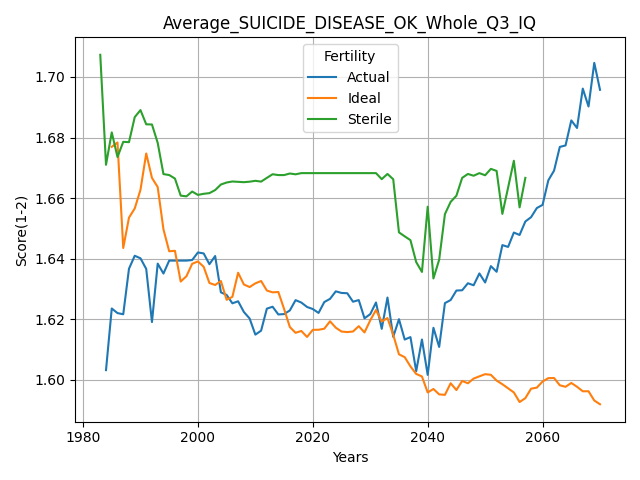 Average_SUICIDE_DISEASE_OK_Whole_Q3_IQ
Fertility
Actual
Ideal
Sterile
1.70
1.68
1.66
1.64
1.62
1.60
Score(1-2)
1980
2000
2020
2040
2060
Years